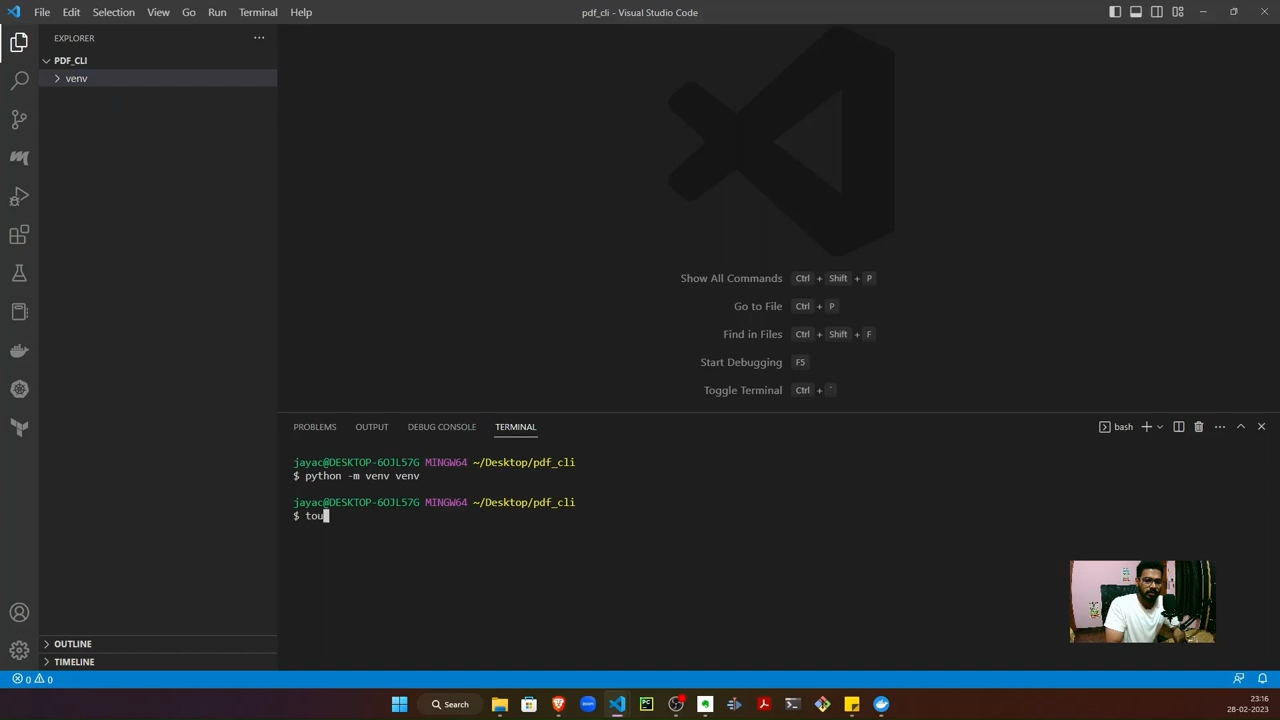 File Edit Selection View Go Run Terminal Help
pdf_cli - Visual Studio Code
EXPLORER
PDF_CLI
venv
Show All Commands Ctrl + Shift + P
Go to File Ctrl + P
Find in Files Ctrl + Shift + F
Start Debugging F5
Toggle Terminal Ctrl + `
PROBLEMS OUTPUT DEBUG CONSOLE TERMINAL
bash
jayac@DESKTOP-6OJL57G MINGW64 ~/Desktop/pdf_cli
$ python -m venv venv
jayac@DESKTOP-6OJL57G MINGW64 ~/Desktop/pdf_cli
$ tou
OUTLINE
TIMELINE
0 0
Search
23:16
28-02-2023